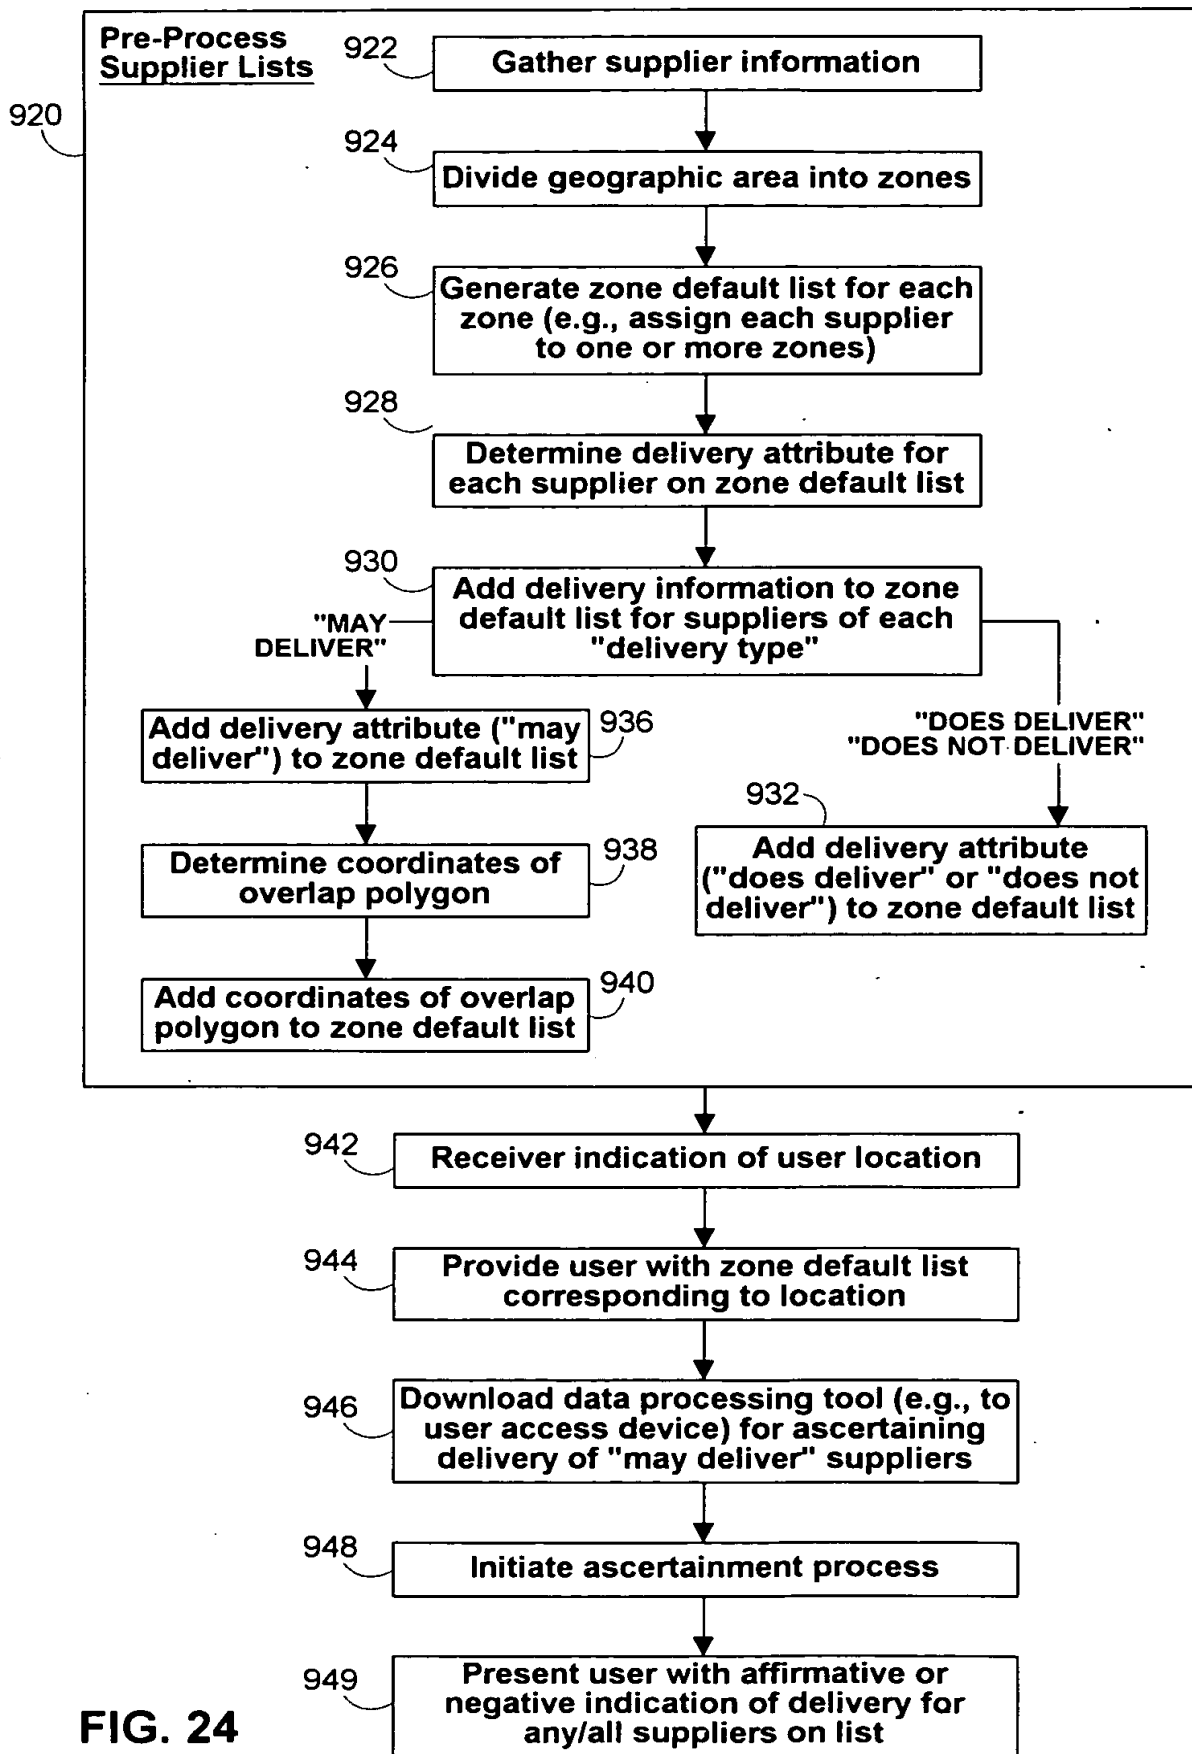 Pre-Process
Supplier Lists
920
922
Gather supplier information
924
Divide geographic area into zones
926
Generate zone default list for each
zone (e.g., assign each supplier
to one or more zones)
928
Determine delivery attribute for
each supplier on zone default list
930
Add delivery information to zone
default list for suppliers of each
"delivery type"
"MAY
DELIVER"
"DOES DELIVER"
"DOES NOT DELIVER"
Add delivery attribute ("may
deliver") to zone default list
936
932
Add delivery attribute
("does deliver" or "does not
deliver") to zone default list
Determine coordinates of
overlap polygon
938
Add coordinates of overlap
polygon to zone default list
940
942
Receiver indication of user location
944
Provide user with zone default list
corresponding to location
946
Download data processing tool (e.g., to
user access device) for ascertaining
delivery of "may deliver" suppliers
948
Initiate ascertainment process
949
Present user with affirmative or
negative indication of delivery for
any/all suppliers on list
FIG. 24